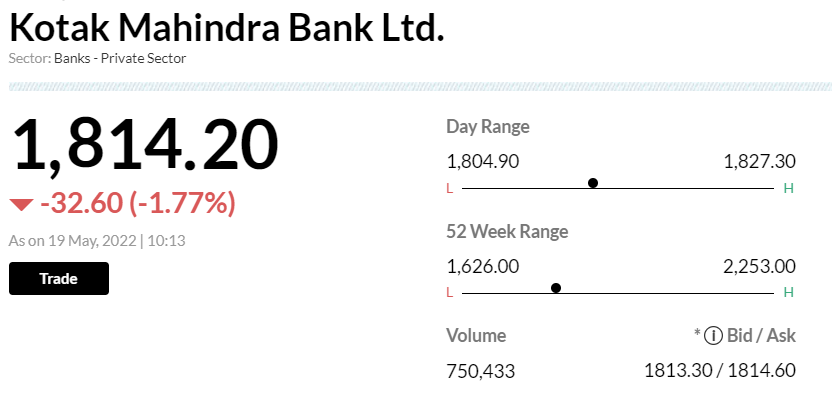 Kotak Mahindra Bank Ltd.
Sector: Banks - Private Sector
1,814.20
-32.60 (-1.77%)
As on 19 May, 2022 | 10:13
Trade
Day Range
1,804.90 1,827.30
L H
52 Week Range
1,626.00 2,253.00
L H
Volume * i Bid / Ask
750,433 1813.30 / 1814.60